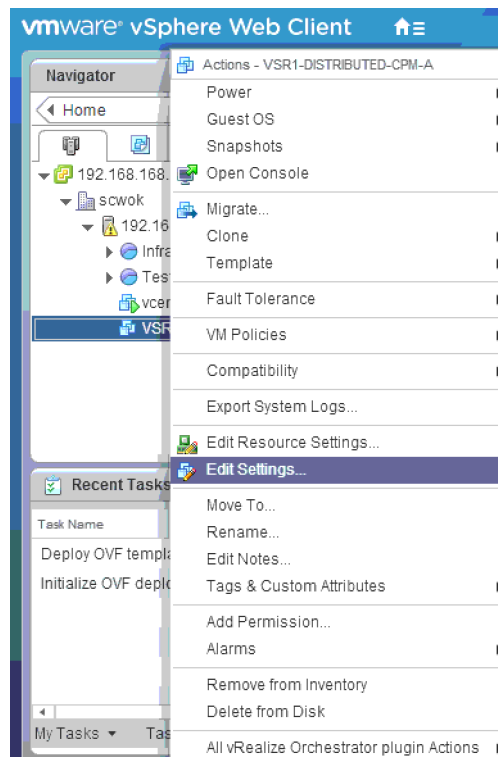 vmware® vSphere Web Client
Navigator
Home
192.168.168.
scwok
192.16
Infra
Tes
vcer
VSR
Recent Tasks
Task Name
Deploy OVF templa
Initialize OVF deplo
My Tasks
Tas
Actions - VSR1-DISTRIBUTED-CPM-A
Power
Guest OS
Snapshots
Open Console
Migrate...
Clone
Template
Fault Tolerance
VM Policies
Compatibility
Export System Logs...
Edit Resource Settings...
Edit Settings...
Move To...
Rename...
Edit Notes...
Tags & Custom Attributes
Add Permission...
Alarms
Remove from Inventory
Delete from Disk
All vRealize Orchestrator plugin Actions